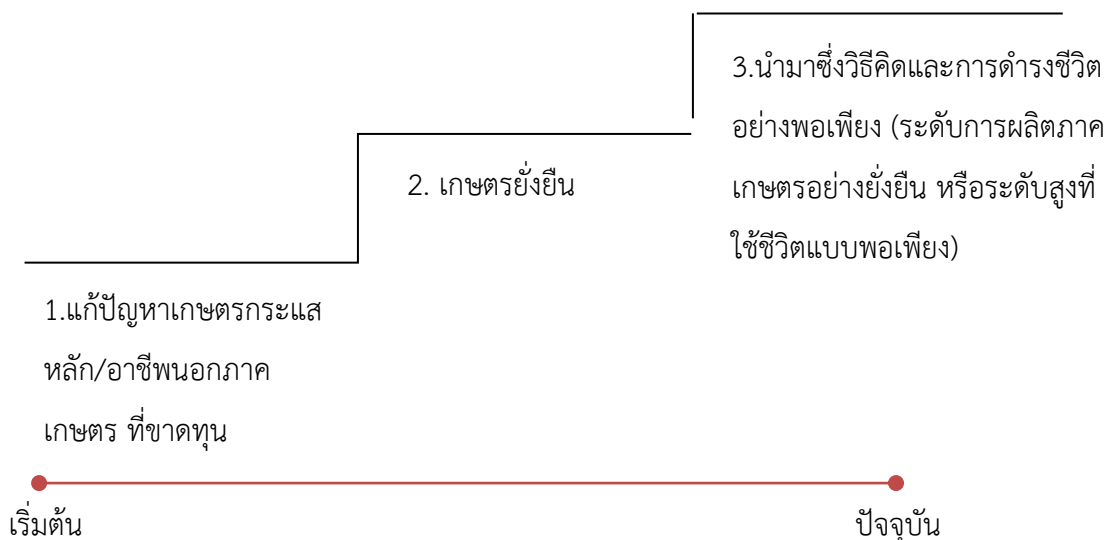 3.นำมาซึ่งวิธีคิดและการดำรงชีวิต
อย่างพอเพียง (ระดับการผลิตภาค
เกษตรอย่างยั่งยืน หรือระดับสูงที่
ใช้ชีวิตแบบพอเพียง)
2. เกษตรยั่งยืน
1.แก้ปัญหาเกษตรกระแส
หลัก/อาชีพนอกภาค
เกษตร ที่ขาดทุน
เริ่มต้น
ปัจจุบัน